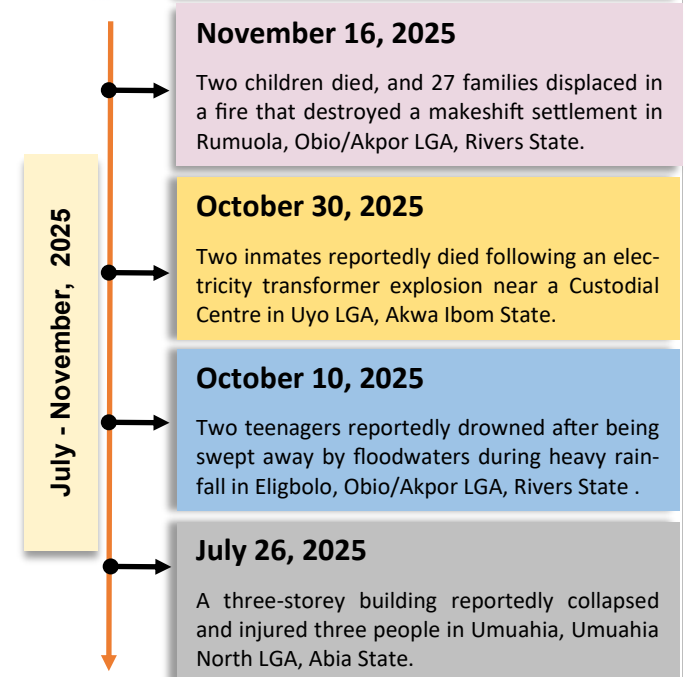 November 16, 2025
Two children died, and 27 families displaced in
a fire that destroyed a makeshift settlement in
Rumuola, Obio/Akpor LGA, Rivers State.
July - November, 2025
October 30, 2025
Two inmates reportedly died following an elec-
tricity transformer explosion near a Custodial
Centre in Uyo LGA, Akwa Ibom State.
October 10, 2025
Two teenagers reportedly drowned after being
swept away by floodwaters during heavy rain-
fall in Eligbolo, Obio/Akpor LGA, Rivers State .
July 26, 2025
A three-storey building reportedly collapsed
and injured three people in Umuahia, Umuahia
North LGA, Abia State.